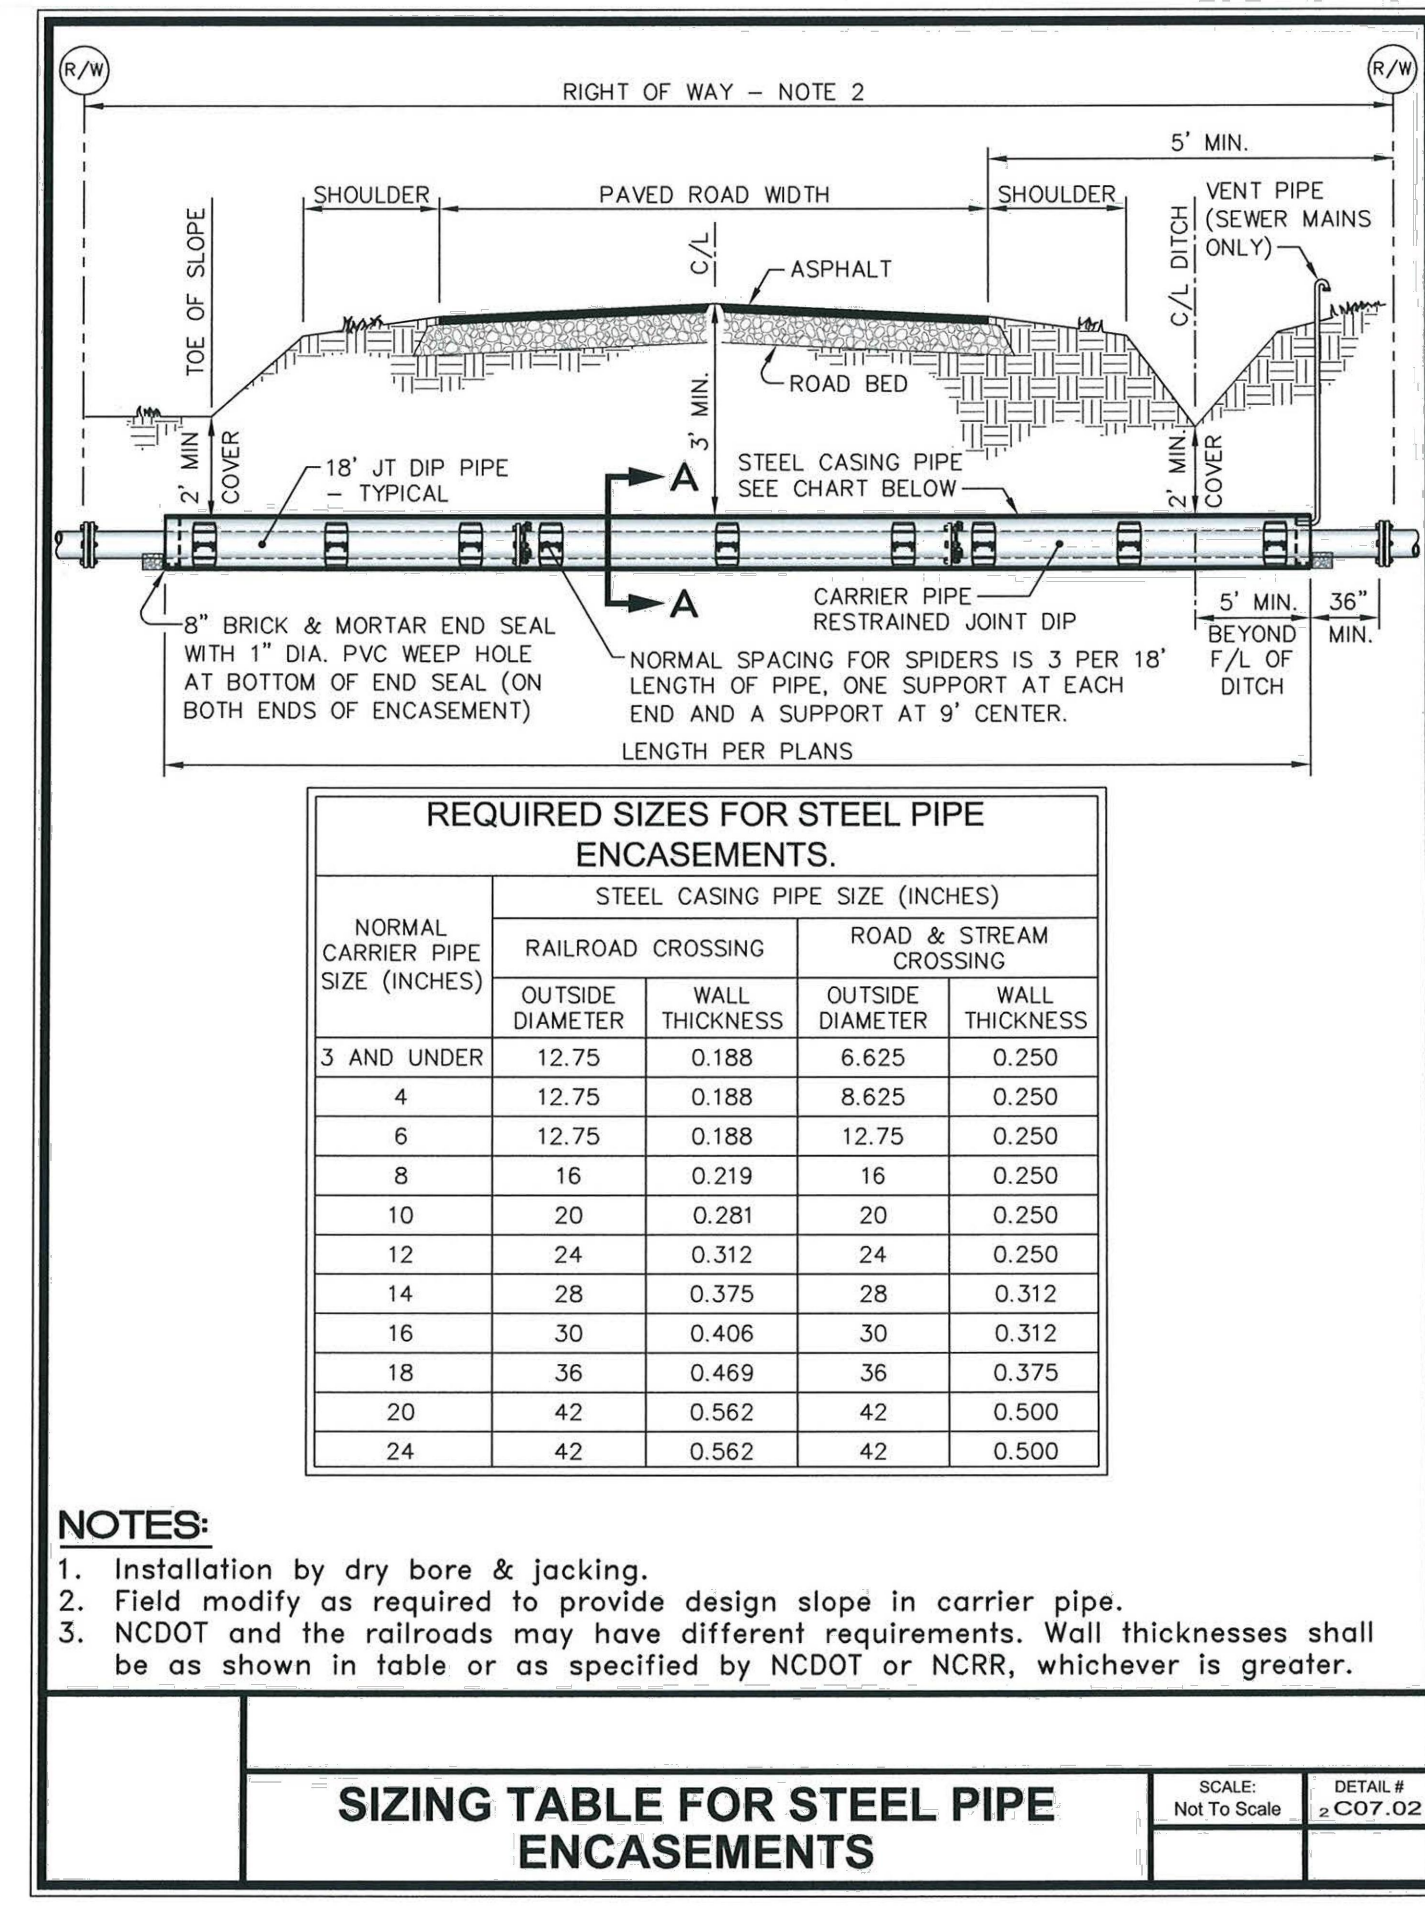 R/W
R/W
RIGHT OF WAY – NOTE 2
5' MIN.
SHOULDER
PAVED ROAD WIDTH
SHOULDER
VENT PIPE
(SEWER MAINS
ONLY)
TOE OF SLOPE
C/L
C/L DITCH
ASPHALT
ROAD BED
3' MIN.
2' MIN
COVER
18' JT DIP PIPE
– TYPICAL
A
STEEL CASING PIPE
SEE CHART BELOW
2' MIN.
COVER
A
8" BRICK & MORTAR END SEAL
WITH 1" DIA. PVC WEEP HOLE
AT BOTTOM OF END SEAL (ON
BOTH ENDS OF ENCASEMENT)
CARRIER PIPE
RESTRAINED JOINT DIP
5' MIN.
BEYOND
F/L OF
DITCH
36"
MIN.
NORMAL SPACING FOR SPIDERS IS 3 PER 18'
LENGTH OF PIPE, ONE SUPPORT AT EACH
END AND A SUPPORT AT 9' CENTER.
LENGTH PER PLANS
REQUIRED SIZES FOR STEEL PIPE
ENCASEMENTS.
NORMAL
CARRIER PIPE
SIZE (INCHES)
STEEL CASING PIPE SIZE (INCHES)
RAILROAD CROSSING
ROAD & STREAM
CROSSING
OUTSIDE
DIAMETER
WALL
THICKNESS
OUTSIDE
DIAMETER
WALL
THICKNESS
3 AND UNDER 12.75 0.188 6.625 0.250
4 12.75 0.188 8.625 0.250
6 12.75 0.188 12.75 0.250
8 16 0.219 16 0.250
10 20 0.281 20 0.250
12 24 0.312 24 0.250
14 28 0.375 28 0.312
16 30 0.406 30 0.312
18 36 0.469 36 0.375
20 42 0.562 42 0.500
24 42 0.562 42 0.500
NOTES:
1. Installation by dry bore & jacking.
2. Field modify as required to provide design slope in carrier pipe.
3. NCDOT and the railroads may have different requirements. Wall thicknesses shall
be as shown in table or as specified by NCDOT or NCRR, whichever is greater.
SIZING TABLE FOR STEEL PIPE
ENCASEMENTS
SCALE:
Not To Scale
DETAIL #
2 C07.02